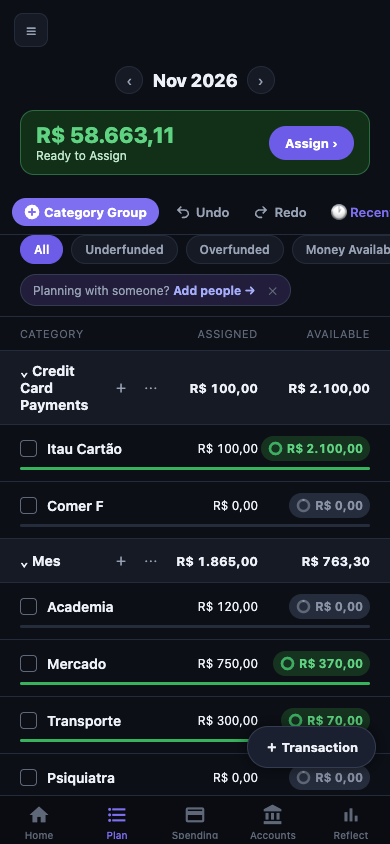 Nov 2026
R$ 58.663,11
Ready to Assign
Assign ›
Category Group
Undo
Redo
Recen
All
Underfunded
Overfunded
Money Availab
Planning with someone? Add people →
CATEGORY
ASSIGNED
AVAILABLE
Credit
Card
Payments
R$ 100,00
R$ 2.100,00
Itau Cartão
R$ 100,00
R$ 2.100,00
Comer F
R$ 0,00
R$ 0,00
Mes
R$ 1.865,00
R$ 763,30
Academia
R$ 120,00
R$ 0,00
Mercado
R$ 750,00
R$ 370,00
Transporte
R$ 300,00
R$ 70,00
+ Transaction
Psiquiatra
R$ 0,00
R$ 0,00
Home
Plan
Spending
Accounts
Reflect